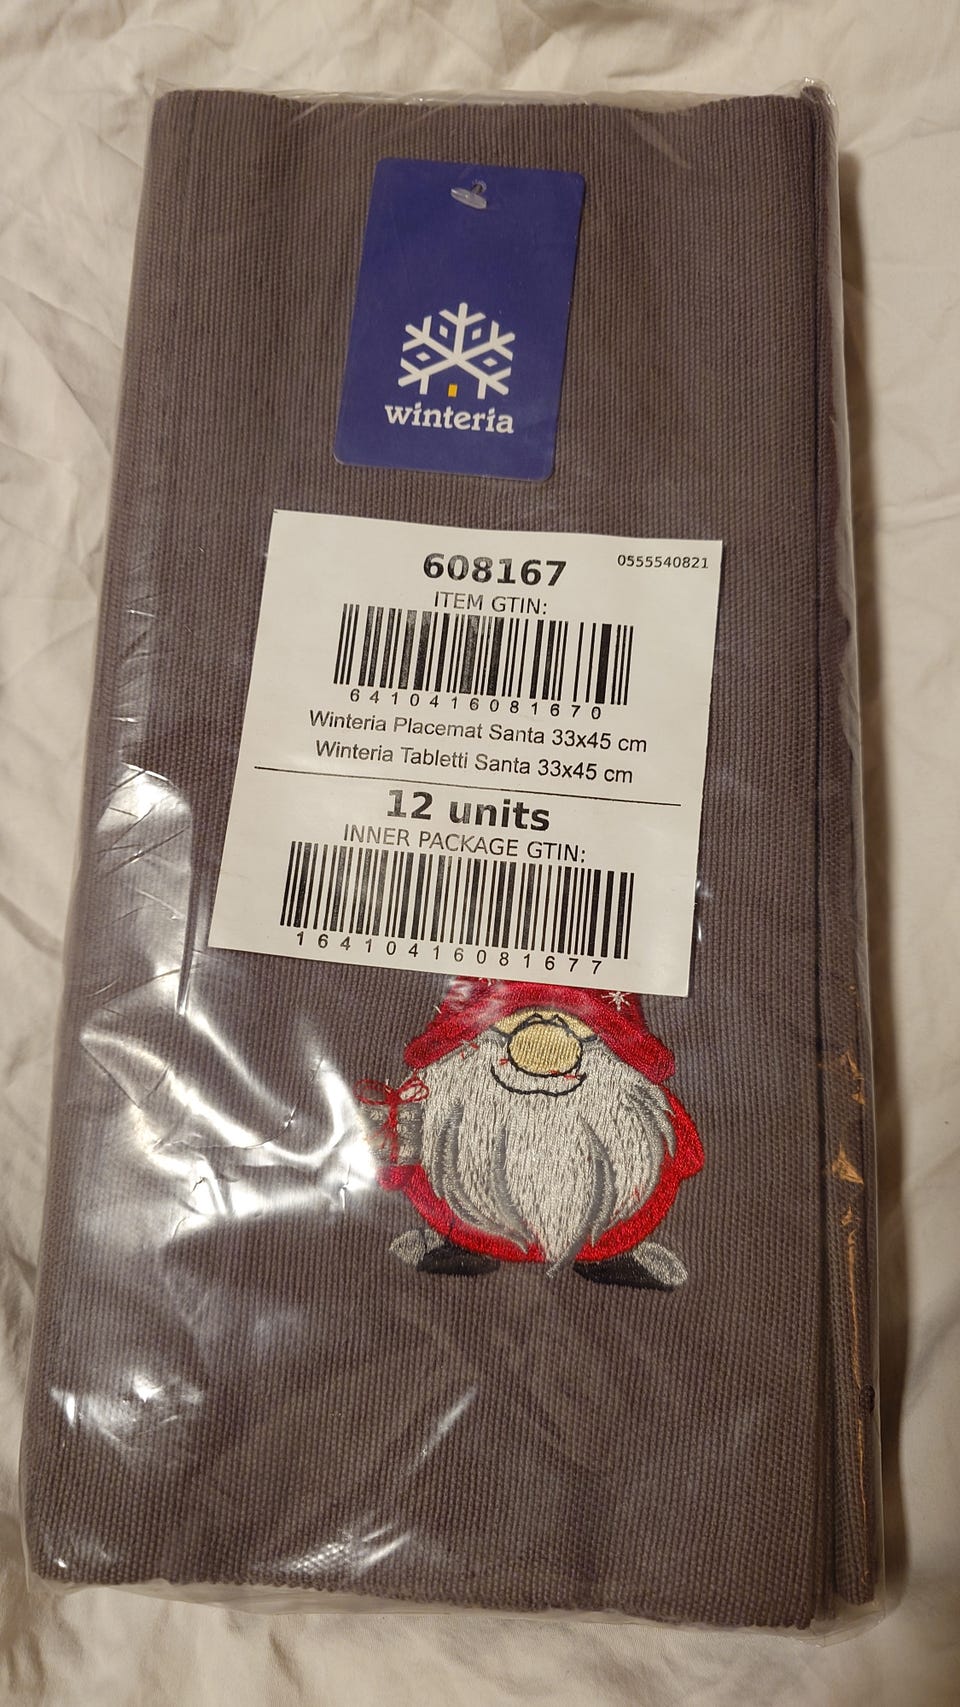 winteria
608167
0555540821
ITEM GTIN:
6410416081670
Winteria Placemat Santa 33x45 cm
Winteria Tabletti Santa 33x45 cm
12 units
INNER PACKAGE GTIN:
16410416081677